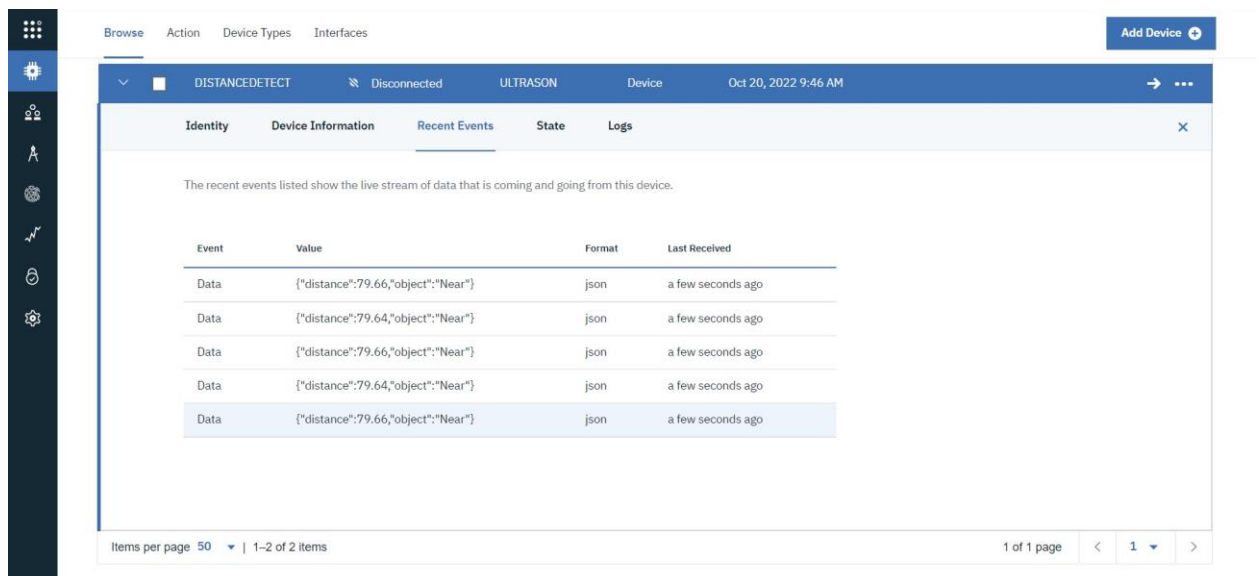 Browse Action Device Types Interfaces Add Device
DISTANCEDETECT Disconnected ULTRASON Device Oct 20, 2022 9:46 AM
Identity Device Information Recent Events State Logs
The recent events listed show the live stream of data that is coming and going from this device.
Event Value Format Last Received
Data {"distance":79.66,"object":"Near"} json a few seconds ago
Data {"distance":79.64,"object":"Near"} json a few seconds ago
Data {"distance":79.66,"object":"Near"} json a few seconds ago
Data {"distance":79.64,"object":"Near"} json a few seconds ago
Data {"distance":79.66,"object":"Near"} json a few seconds ago
Items per page 50 | 1–2 of 2 items 1 of 1 page < 1 >